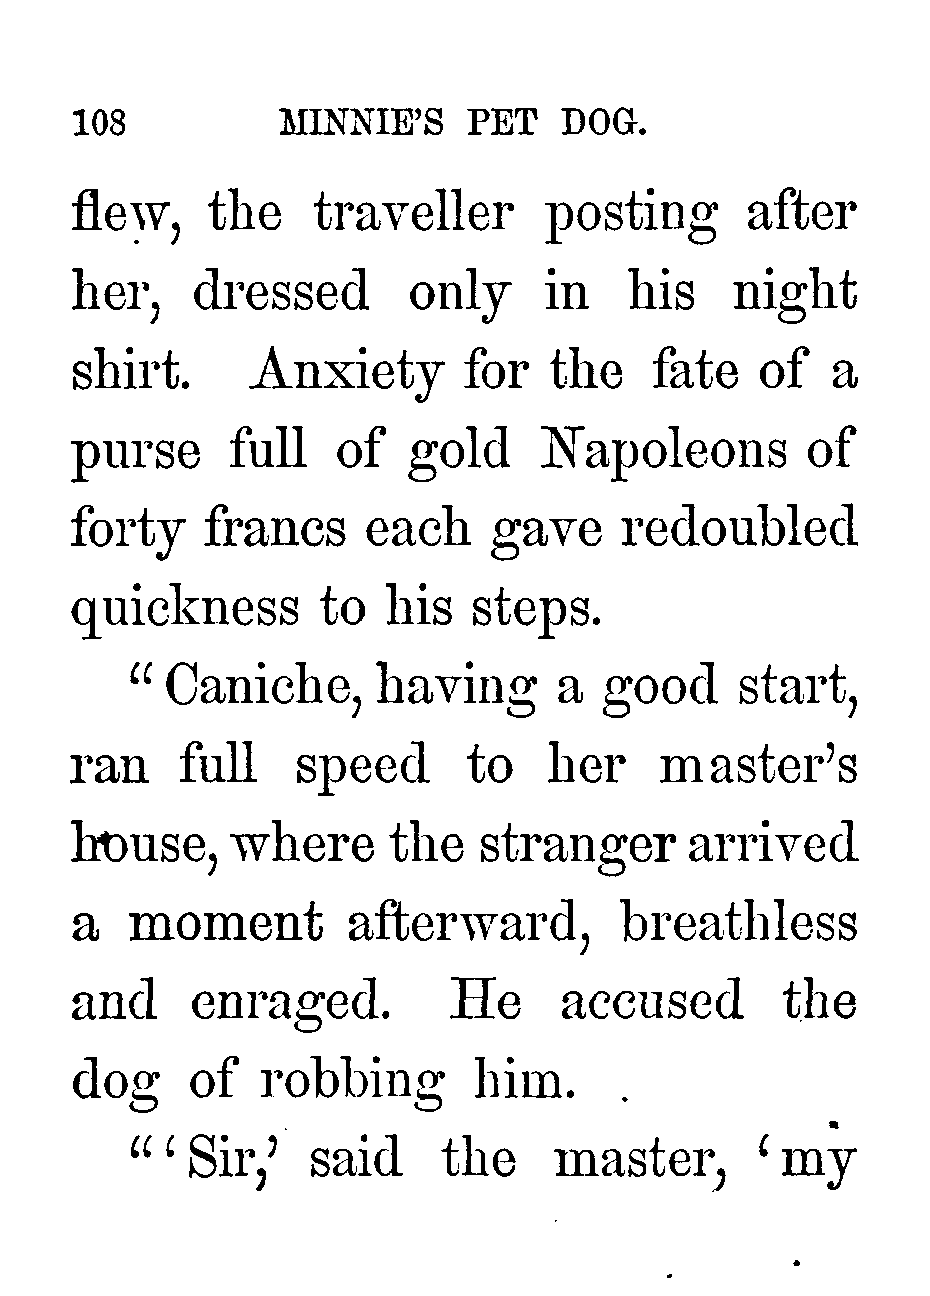 108 MINNIE'S PET DOG.
flew, the traveller posting after
her, dressed only in his night
shirt. Anxiety for the fate of a
purse full of gold Napoleons of
forty francs each gave redoubled
quickness to his steps.
“Caniche, having a good start,
ran full speed to her master's
house, where the stranger arrived
a moment afterward, breathless
and enraged. He accused the
dog of robbing him.
“‘Sir,’ said the master, ‘my